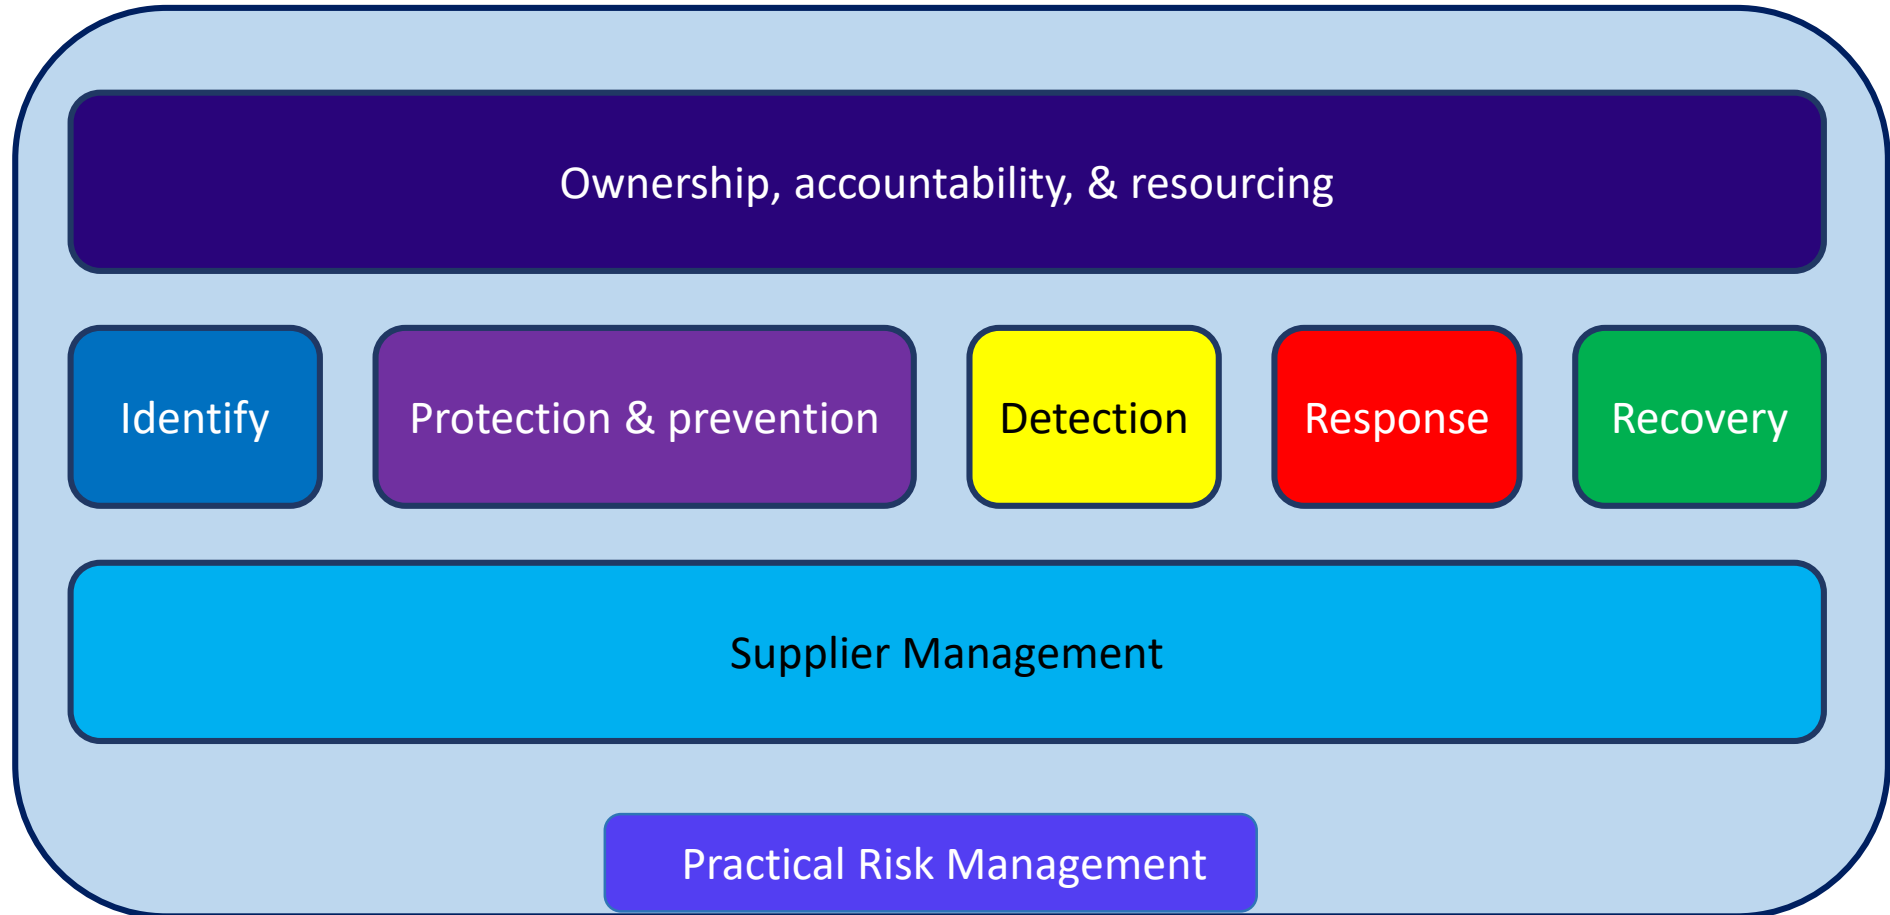 Ownership, accountability, & resourcing
Identify
Protection & prevention
Detection
Response
Recovery
Supplier Management
Practical Risk Management